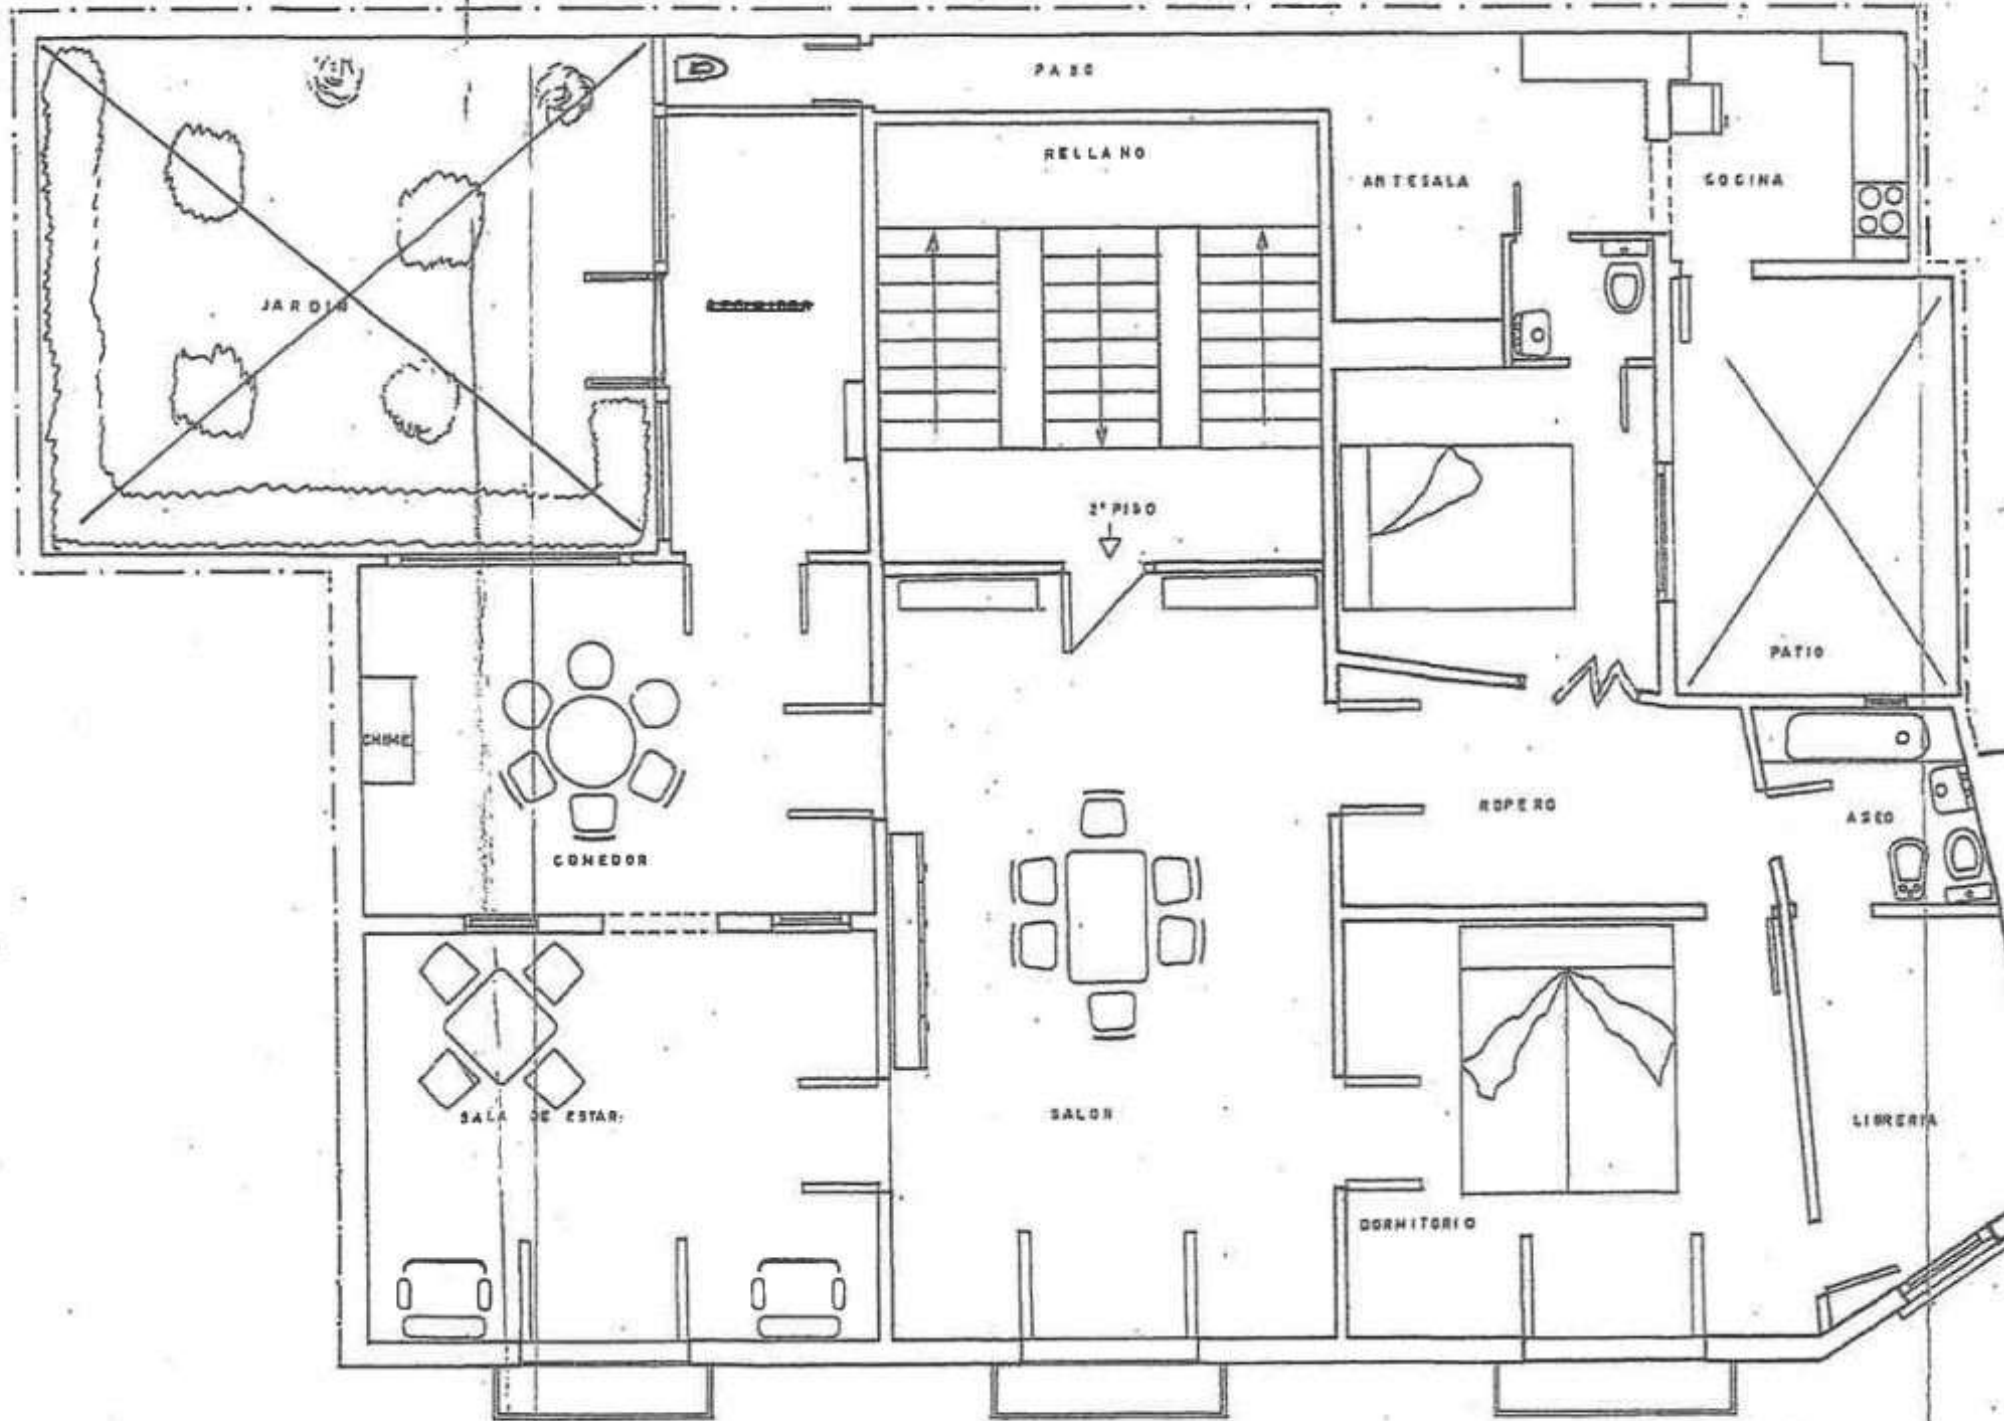 PASO
RELLANO
ANTESALA
COCINA
JARDIN
2º PISO
PATIO
CHIME
ROPERO
ASEO
COMEDOR
SALA DE ESTAR
SALON
LIBRERIA
DORMITORIO